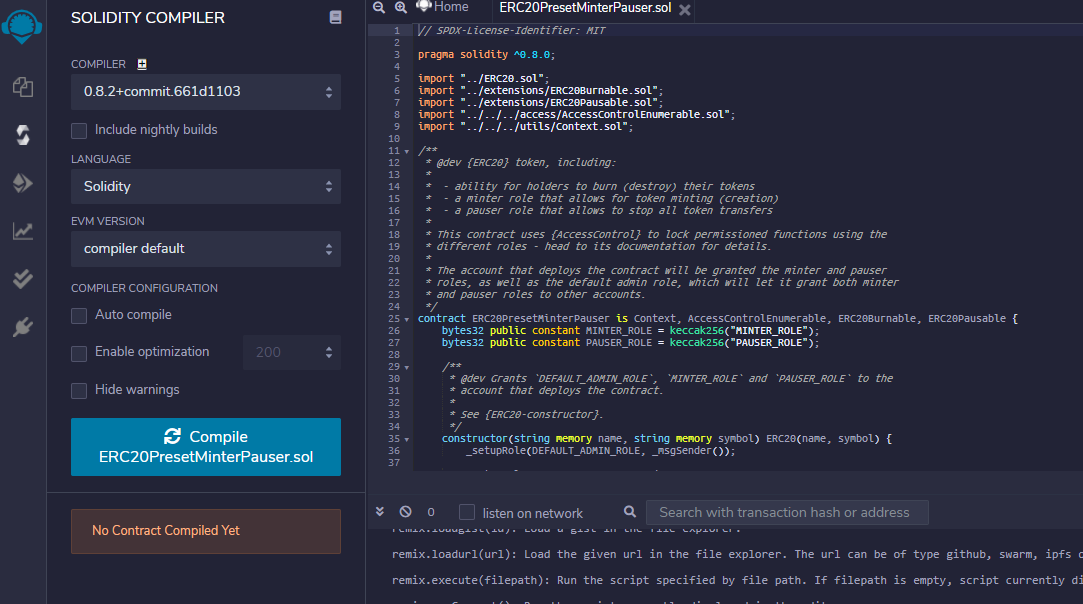 SOLIDITY COMPILER
COMPILER
0.8.2+commit.661d1103
Include nightly builds
LANGUAGE
Solidity
EVM VERSION
compiler default
COMPILER CONFIGURATION
Auto compile
Enable optimization
200
Hide warnings
Compile
ERC20PresetMinterPauser.sol
No Contract Compiled Yet
Home
ERC20PresetMinterPauser.sol
1 // SPDX-License-Identifier: MIT
2
3 pragma solidity ^0.8.0;
4
5 import "../ERC20.sol";
6 import "../extensions/ERC20Burnable.sol";
7 import "../extensions/ERC20Pausable.sol";
8 import "../../../access/AccessControlEnumerable.sol";
9 import "../../../utils/Context.sol";
10
11 /**
12 * @dev {ERC20} token, including:
13 *
14 * - ability for holders to burn (destroy) their tokens
15 * - a minter role that allows for token minting (creation)
16 * - a pauser role that allows to stop all token transfers
17 *
18 * This contract uses {AccessControl} to lock permissioned functions using the
19 * different roles - head to its documentation for details.
20 *
21 * The account that deploys the contract will be granted the minter and pauser
22 * roles, as well as the default admin role, which will let it grant both minter
23 * and pauser roles to other accounts.
24 */
25 contract ERC20PresetMinterPauser is Context, AccessControlEnumerable, ERC20Burnable, ERC20Pausable {
26 bytes32 public constant MINTER_ROLE = keccak256("MINTER_ROLE");
27 bytes32 public constant PAUSER_ROLE = keccak256("PAUSER_ROLE");
28
29 /**
30 * @dev Grants `DEFAULT_ADMIN_ROLE`, `MINTER_ROLE` and `PAUSER_ROLE` to the
31 * account that deploys the contract.
32 *
33 * See {ERC20-constructor}.
34 */
35 constructor(string memory name, string memory symbol) ERC20(name, symbol) {
36 _setupRole(DEFAULT_ADMIN_ROLE, _msgSender());
37
0
listen on network
Search with transaction hash or address
remix.loadgist(id): Load a gist in the file explorer.
remix.loadurl(url): Load the given url in the file explorer. The url can be of type github, swarm, ipfs
remix.execute(filepath): Run the script specified by file path. If filepath is empty, script currently di